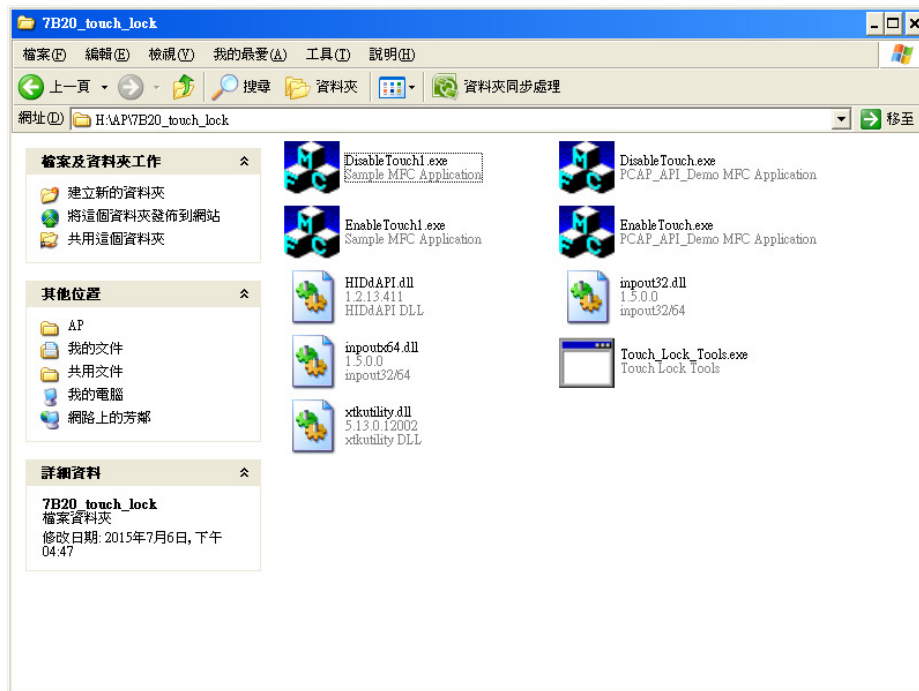 7B20_touch_lock
檔案(F) 編輯(E) 檢視(V) 我的最愛(A) 工具(T) 說明(H)
上一頁 搜尋 資料夾 資料夾同步處理
網址(D) H:\AP\7B20_touch_lock 移至
檔案及資料夾工作
建立新的資料夾
將這個資料夾發佈到網站
共用這個資料夾
其他位置
AP
我的文件
共用文件
我的電腦
網路上的芳鄰
詳細資料
7B20_touch_lock
檔案資料夾
修改日期: 2015年7月6日, 下午
04:47
DisableTouch1.exe
Sample MFC Application
DisableTouch.exe
PCAP_API_Demo MFC Application
EnableTouch1.exe
Sample MFC Application
EnableTouch.exe
PCAP_API_Demo MFC Application
HIDdAPI.dll
1.2.13.411
HIDdAPI DLL
inpout32.dll
1.5.0.0
inpout32/64
inpoutx64.dll
1.5.0.0
inpout32/64
Touch_Lock_Tools.exe
Touch Lock Tools
xtkutility.dll
5.13.0.12002
xtkutility DLL